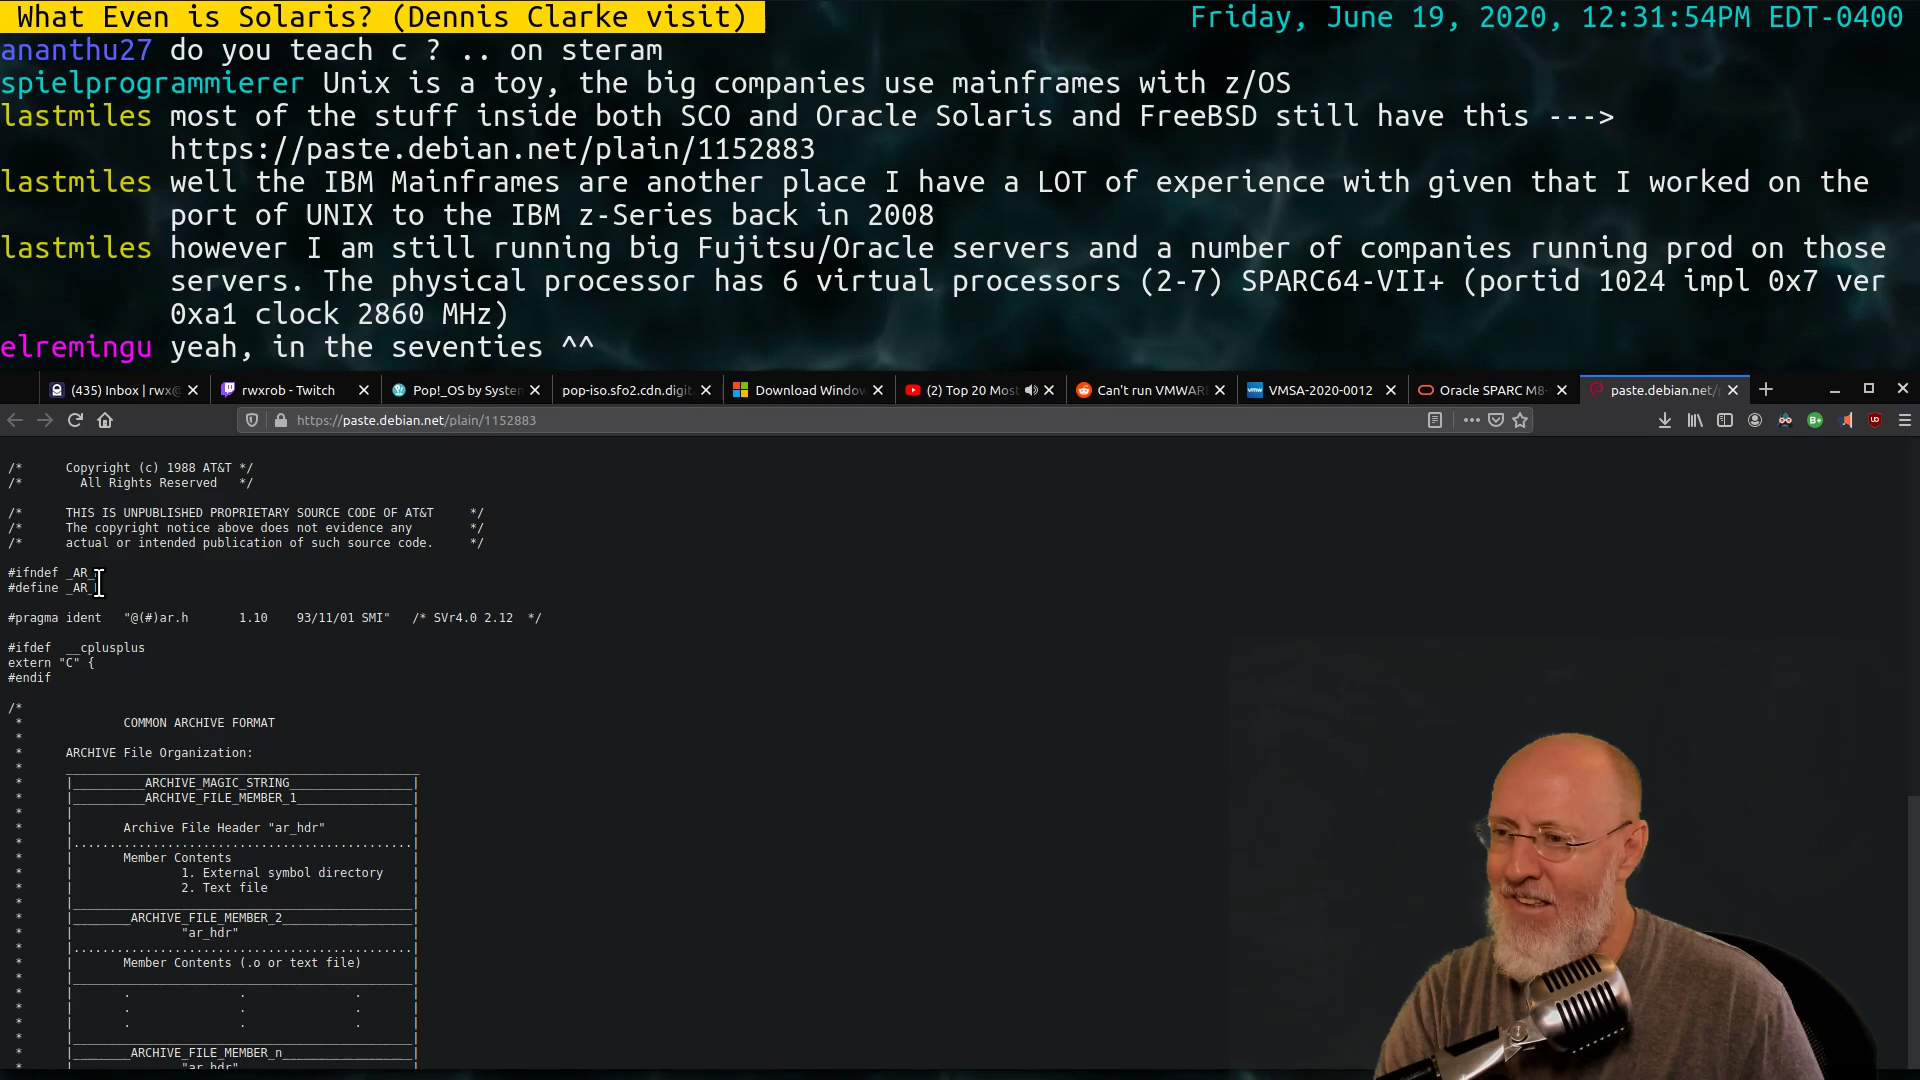 What Even is Solaris? (Dennis Clarke visit)
Friday, June 19, 2020, 12:31:54PM EDT-0400
ananthu27 do you teach c ? .. on steram
spielprogrammierer Unix is a toy, the big companies use mainframes with z/OS
lastmiles most of the stuff inside both SCO and Oracle Solaris and FreeBSD still have this --->
https://paste.debian.net/plain/1152883
lastmiles well the IBM Mainframes are another place I have a LOT of experience with given that I worked on the
port of UNIX to the IBM z-Series back in 2008
lastmiles however I am still running big Fujitsu/Oracle servers and a number of companies running prod on those
servers. The physical processor has 6 virtual processors (2-7) SPARC64-VII+ (portid 1024 impl 0x7 ver
0xa1 clock 2860 MHz)
elremingu yeah, in the seventies ^^
(435) Inbox | rwx@
rwxrob - Twitch
Pop!_OS by System
pop-iso.sfo2.cdn.digit
Download Window
(2) Top 20 Most
Can't run VMWAR
VMSA-2020-0012
Oracle SPARC M8-
paste.debian.net/p
https://paste.debian.net/plain/1152883
/*      Copyright (c) 1988 AT&T */
/*        All Rights Reserved   */
/*      THIS IS UNPUBLISHED PROPRIETARY SOURCE CODE OF AT&T     */
/*      The copyright notice above does not evidence any        */
/*      actual or intended publication of such source code.     */
#ifndef _AR_
#define _AR_
#pragma ident   "@(#)ar.h       1.10    93/11/01 SMI"   /* SVr4.0 2.12  */
#ifdef  __cplusplus
extern "C" {
#endif
/*
 *              COMMON ARCHIVE FORMAT
 *
 *      ARCHIVE File Organization:
 *      ________________________________________________
 *      |__________ARCHIVE_MAGIC_STRING_________________|
 *      |__________ARCHIVE_FILE_MEMBER_1________________|
 *      |                                               |
 *      |       Archive File Header "ar_hdr"            |
 *      |...............................................|
 *      |       Member Contents                         |
 *      |               1. External symbol directory    |
 *      |               2. Text file                    |
 *      |_______________________________________________|
 *      |________ARCHIVE_FILE_MEMBER_2__________________|
 *      |               "ar_hdr"                        |
 *      |...............................................|
 *      |       Member Contents (.o or text file)       |
 *      |_______________________________________________|
 *      |       .               .               .       |
 *      |       .               .               .       |
 *      |       .               .               .       |
 *      |_______________________________________________|
 *      |________ARCHIVE_FILE_MEMBER_n__________________|
 *      |               "ar_hdr"                        |